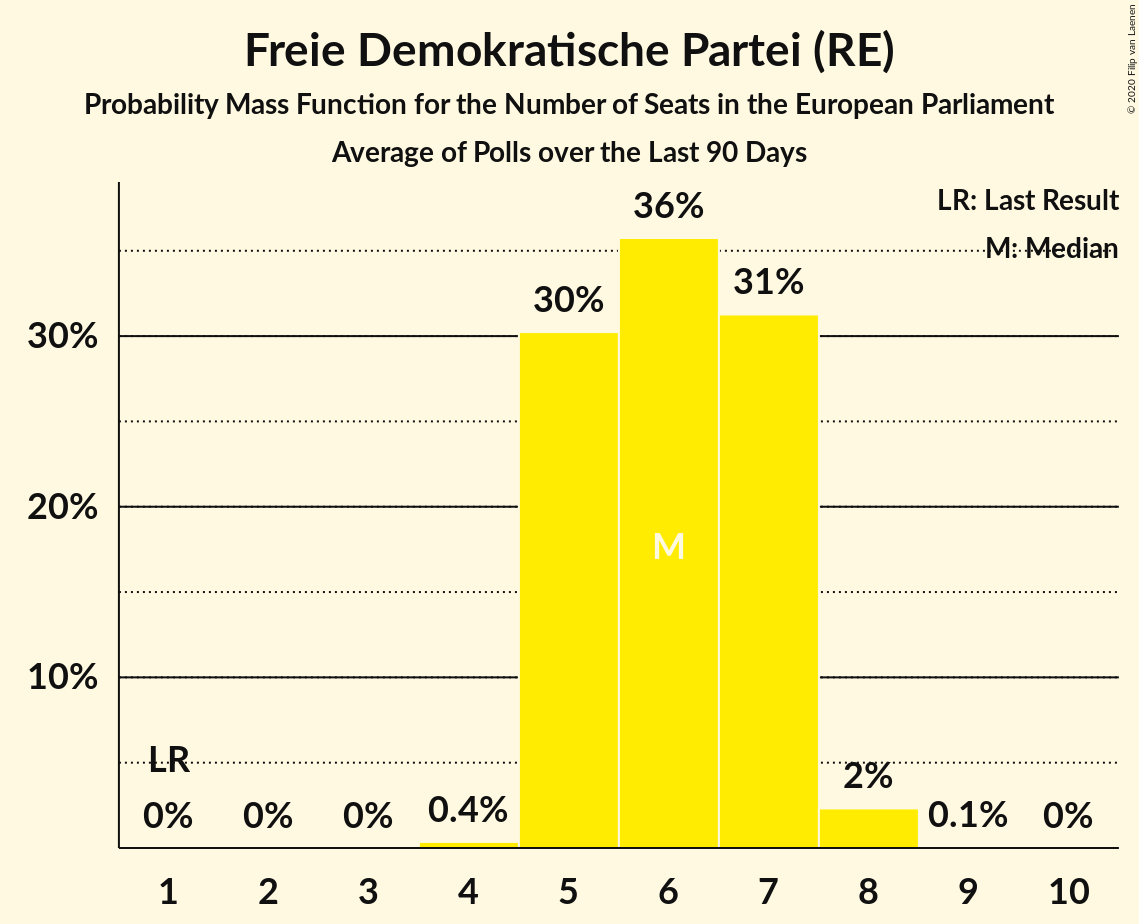 Freie Demokratische Partei (RE)
Probability Mass Function for the Number of Seats in the European Parliament
Average of Polls over the Last 90 Days
© 2020 Filip van Laenen
LR: Last Result
M: Median
36%
31%
30%
30%
20%
M
10%
LR
0%
0%
0%
0.4%
2%
0.1%
0%
1 2 3 4 5 6 7 8 9 10